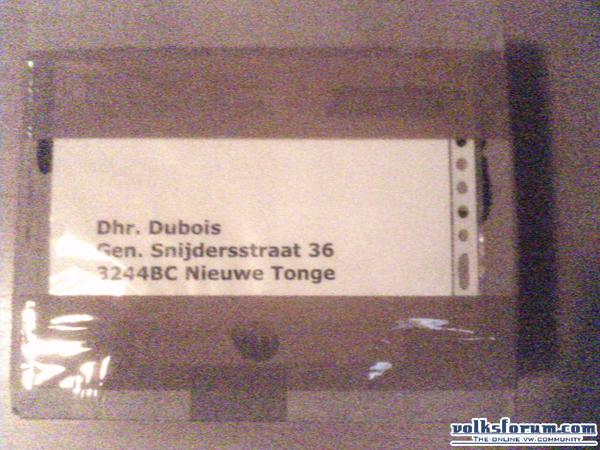 Dhr. Dubois
Gen. Snijdersstraat 36
3244BC Nieuwe Tonge
volksforum.com
THE ONLINE VW COMMUNITY